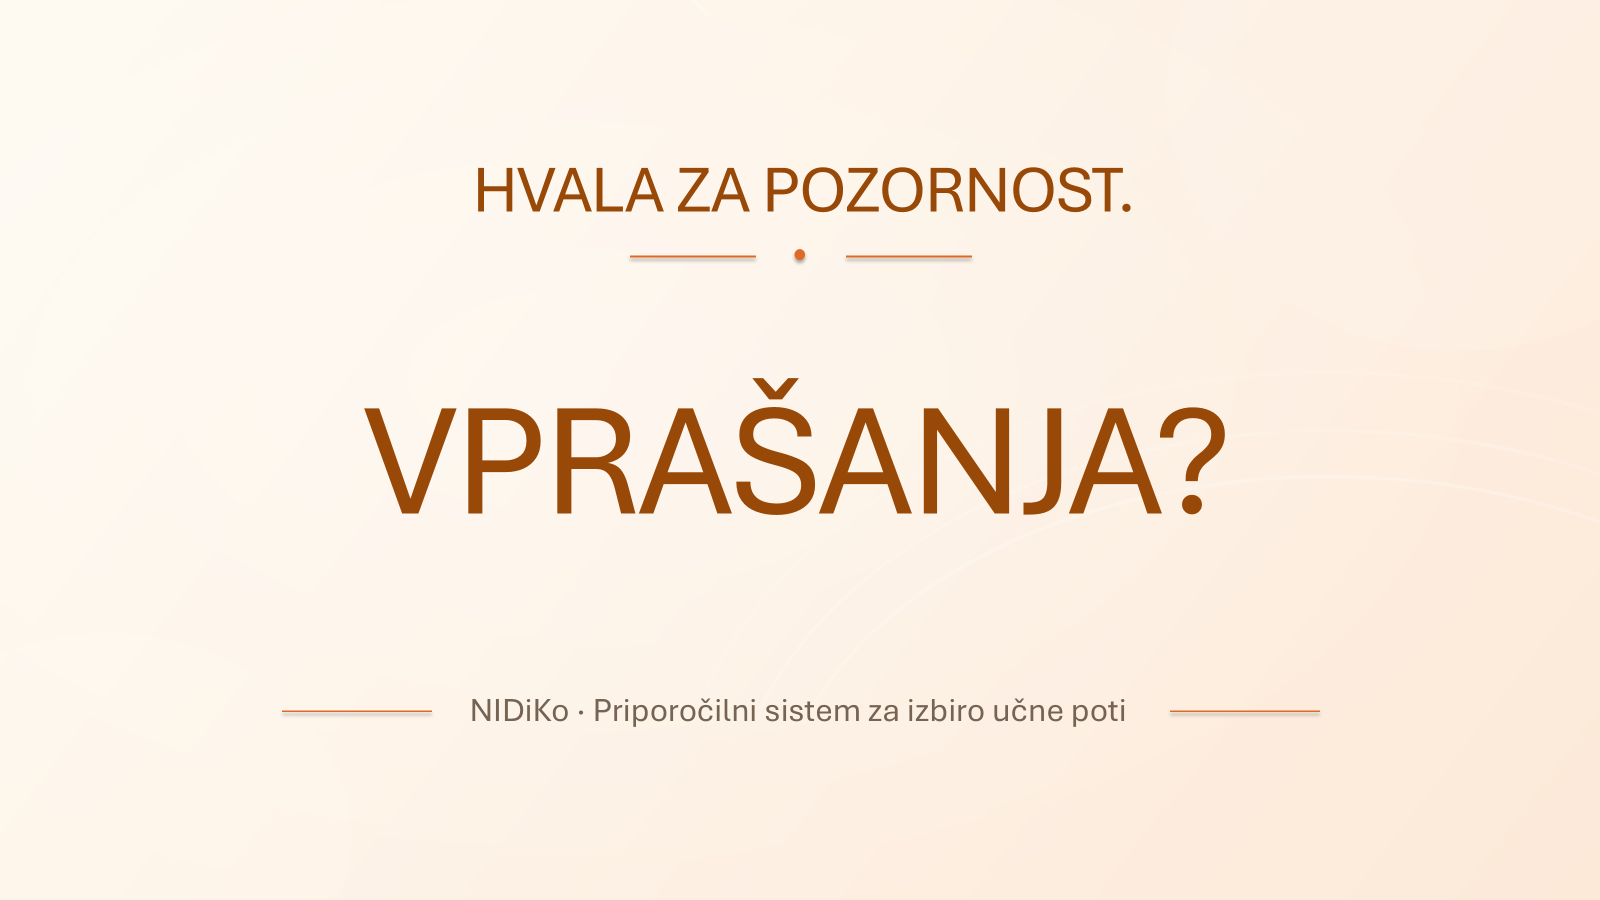 HVALA ZA POZORNOST.
VPRAŠANJA?
NIDiKo · Priporočilni sistem za izbiro učne poti